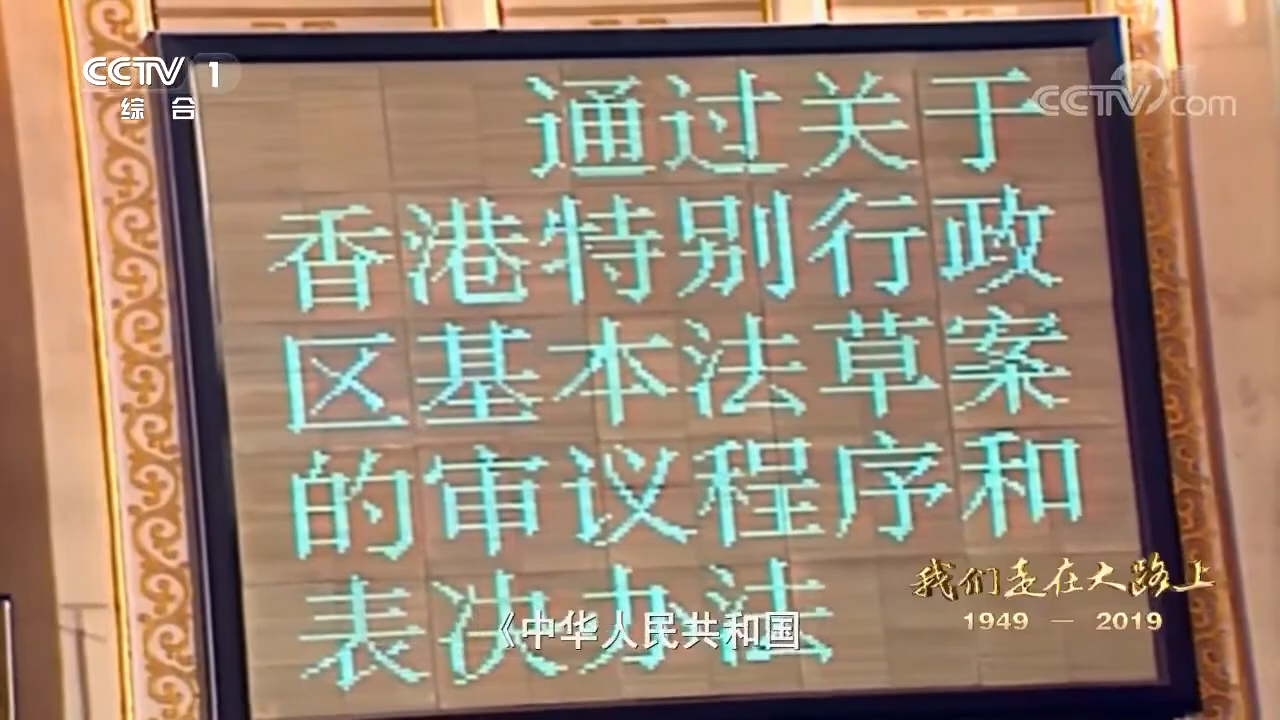 CCTV 1
综合
CCTV.com
通过关于
香港特别行政
区基本法草案
的审议程序和
表决办法
我们走在大路上
1949 — 2019
《中华人民共和国